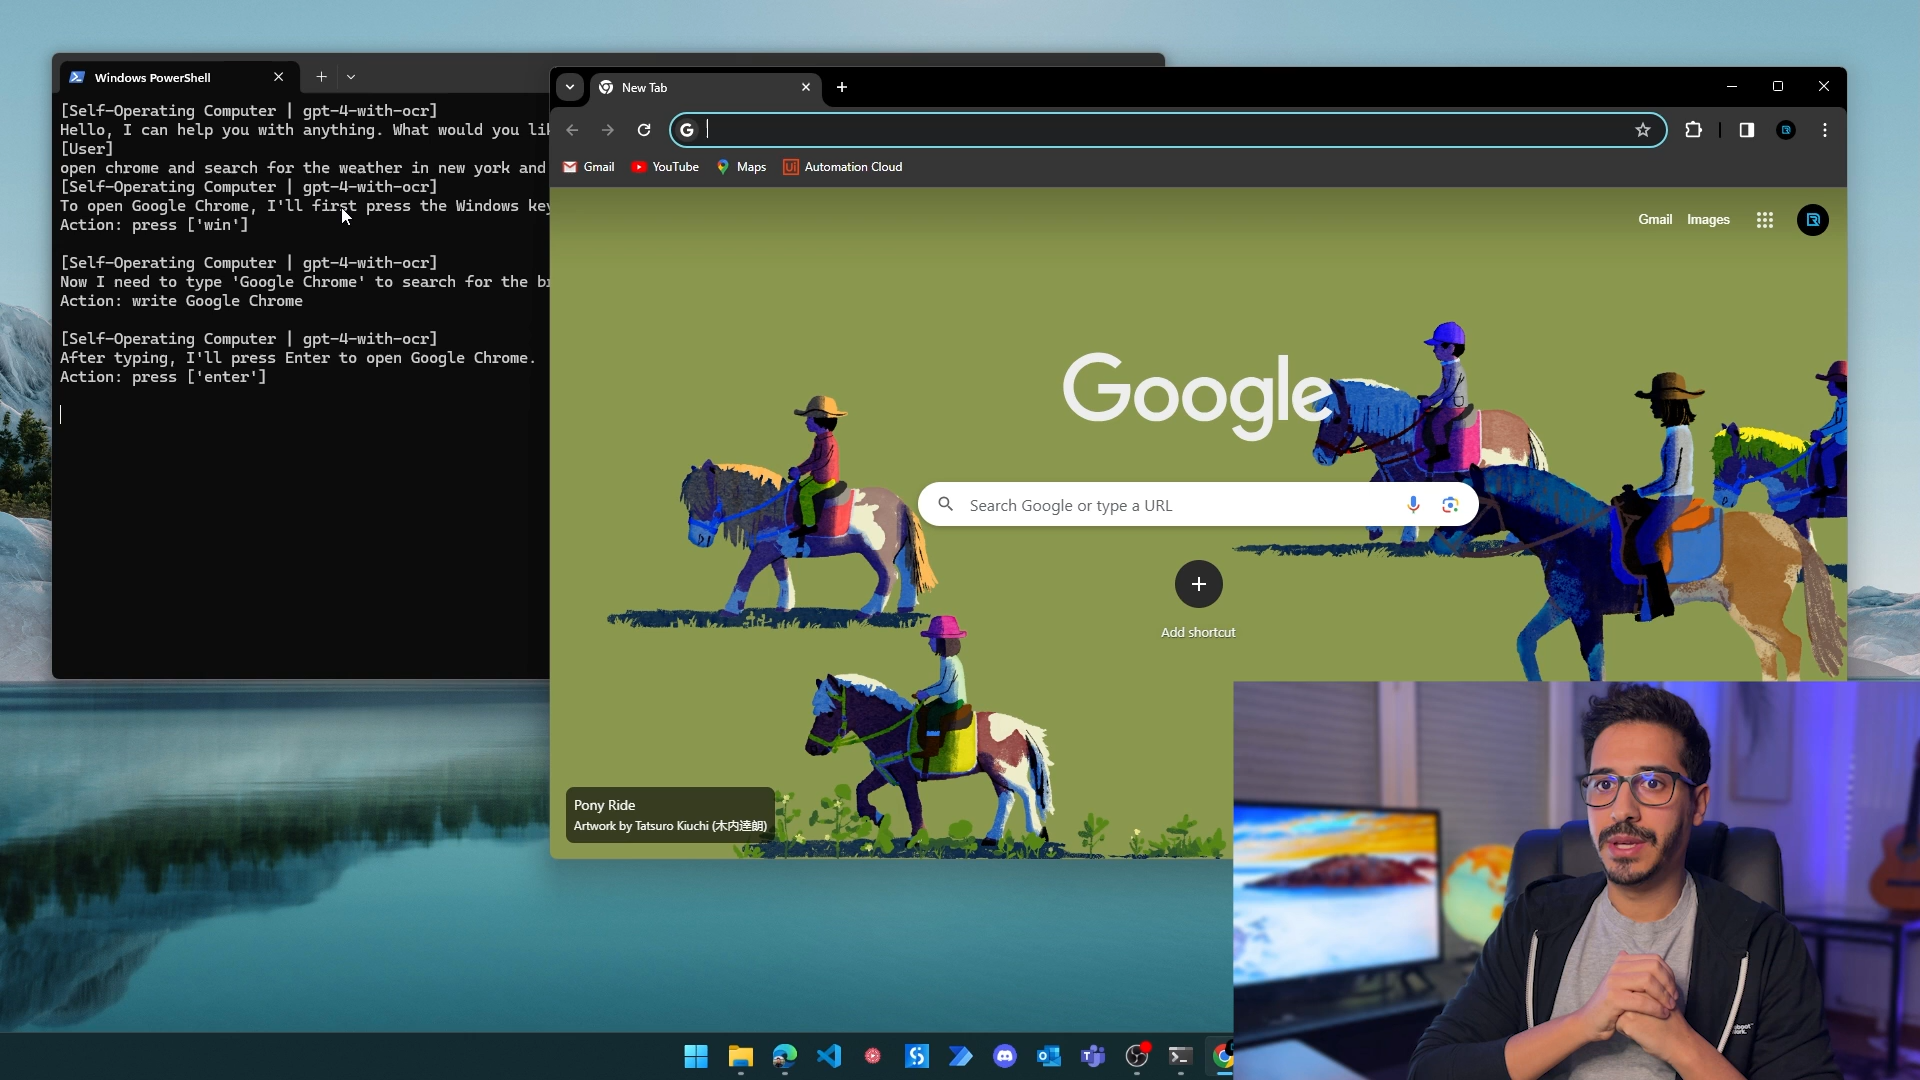 Windows PowerShell
[Self-Operating Computer | gpt-4-with-ocr]
Hello, I can help you with anything. What would you li
[User]
open chrome and search for the weather in new york and
[Self-Operating Computer | gpt-4-with-ocr]
To open Google Chrome, I'll first press the Windows key
Action: press ['win']
[Self-Operating Computer | gpt-4-with-ocr]
Now I need to type 'Google Chrome' to search for the b
Action: write Google Chrome
[Self-Operating Computer | gpt-4-with-ocr]
After typing, I'll press Enter to open Google Chrome.
Action: press ['enter']
New Tab
Gmail YouTube Maps Ui Automation Cloud
Gmail Images
Google
Search Google or type a URL
Add shortcut
Pony Ride
Artwork by Tatsuro Kiuchi (木内達朗)